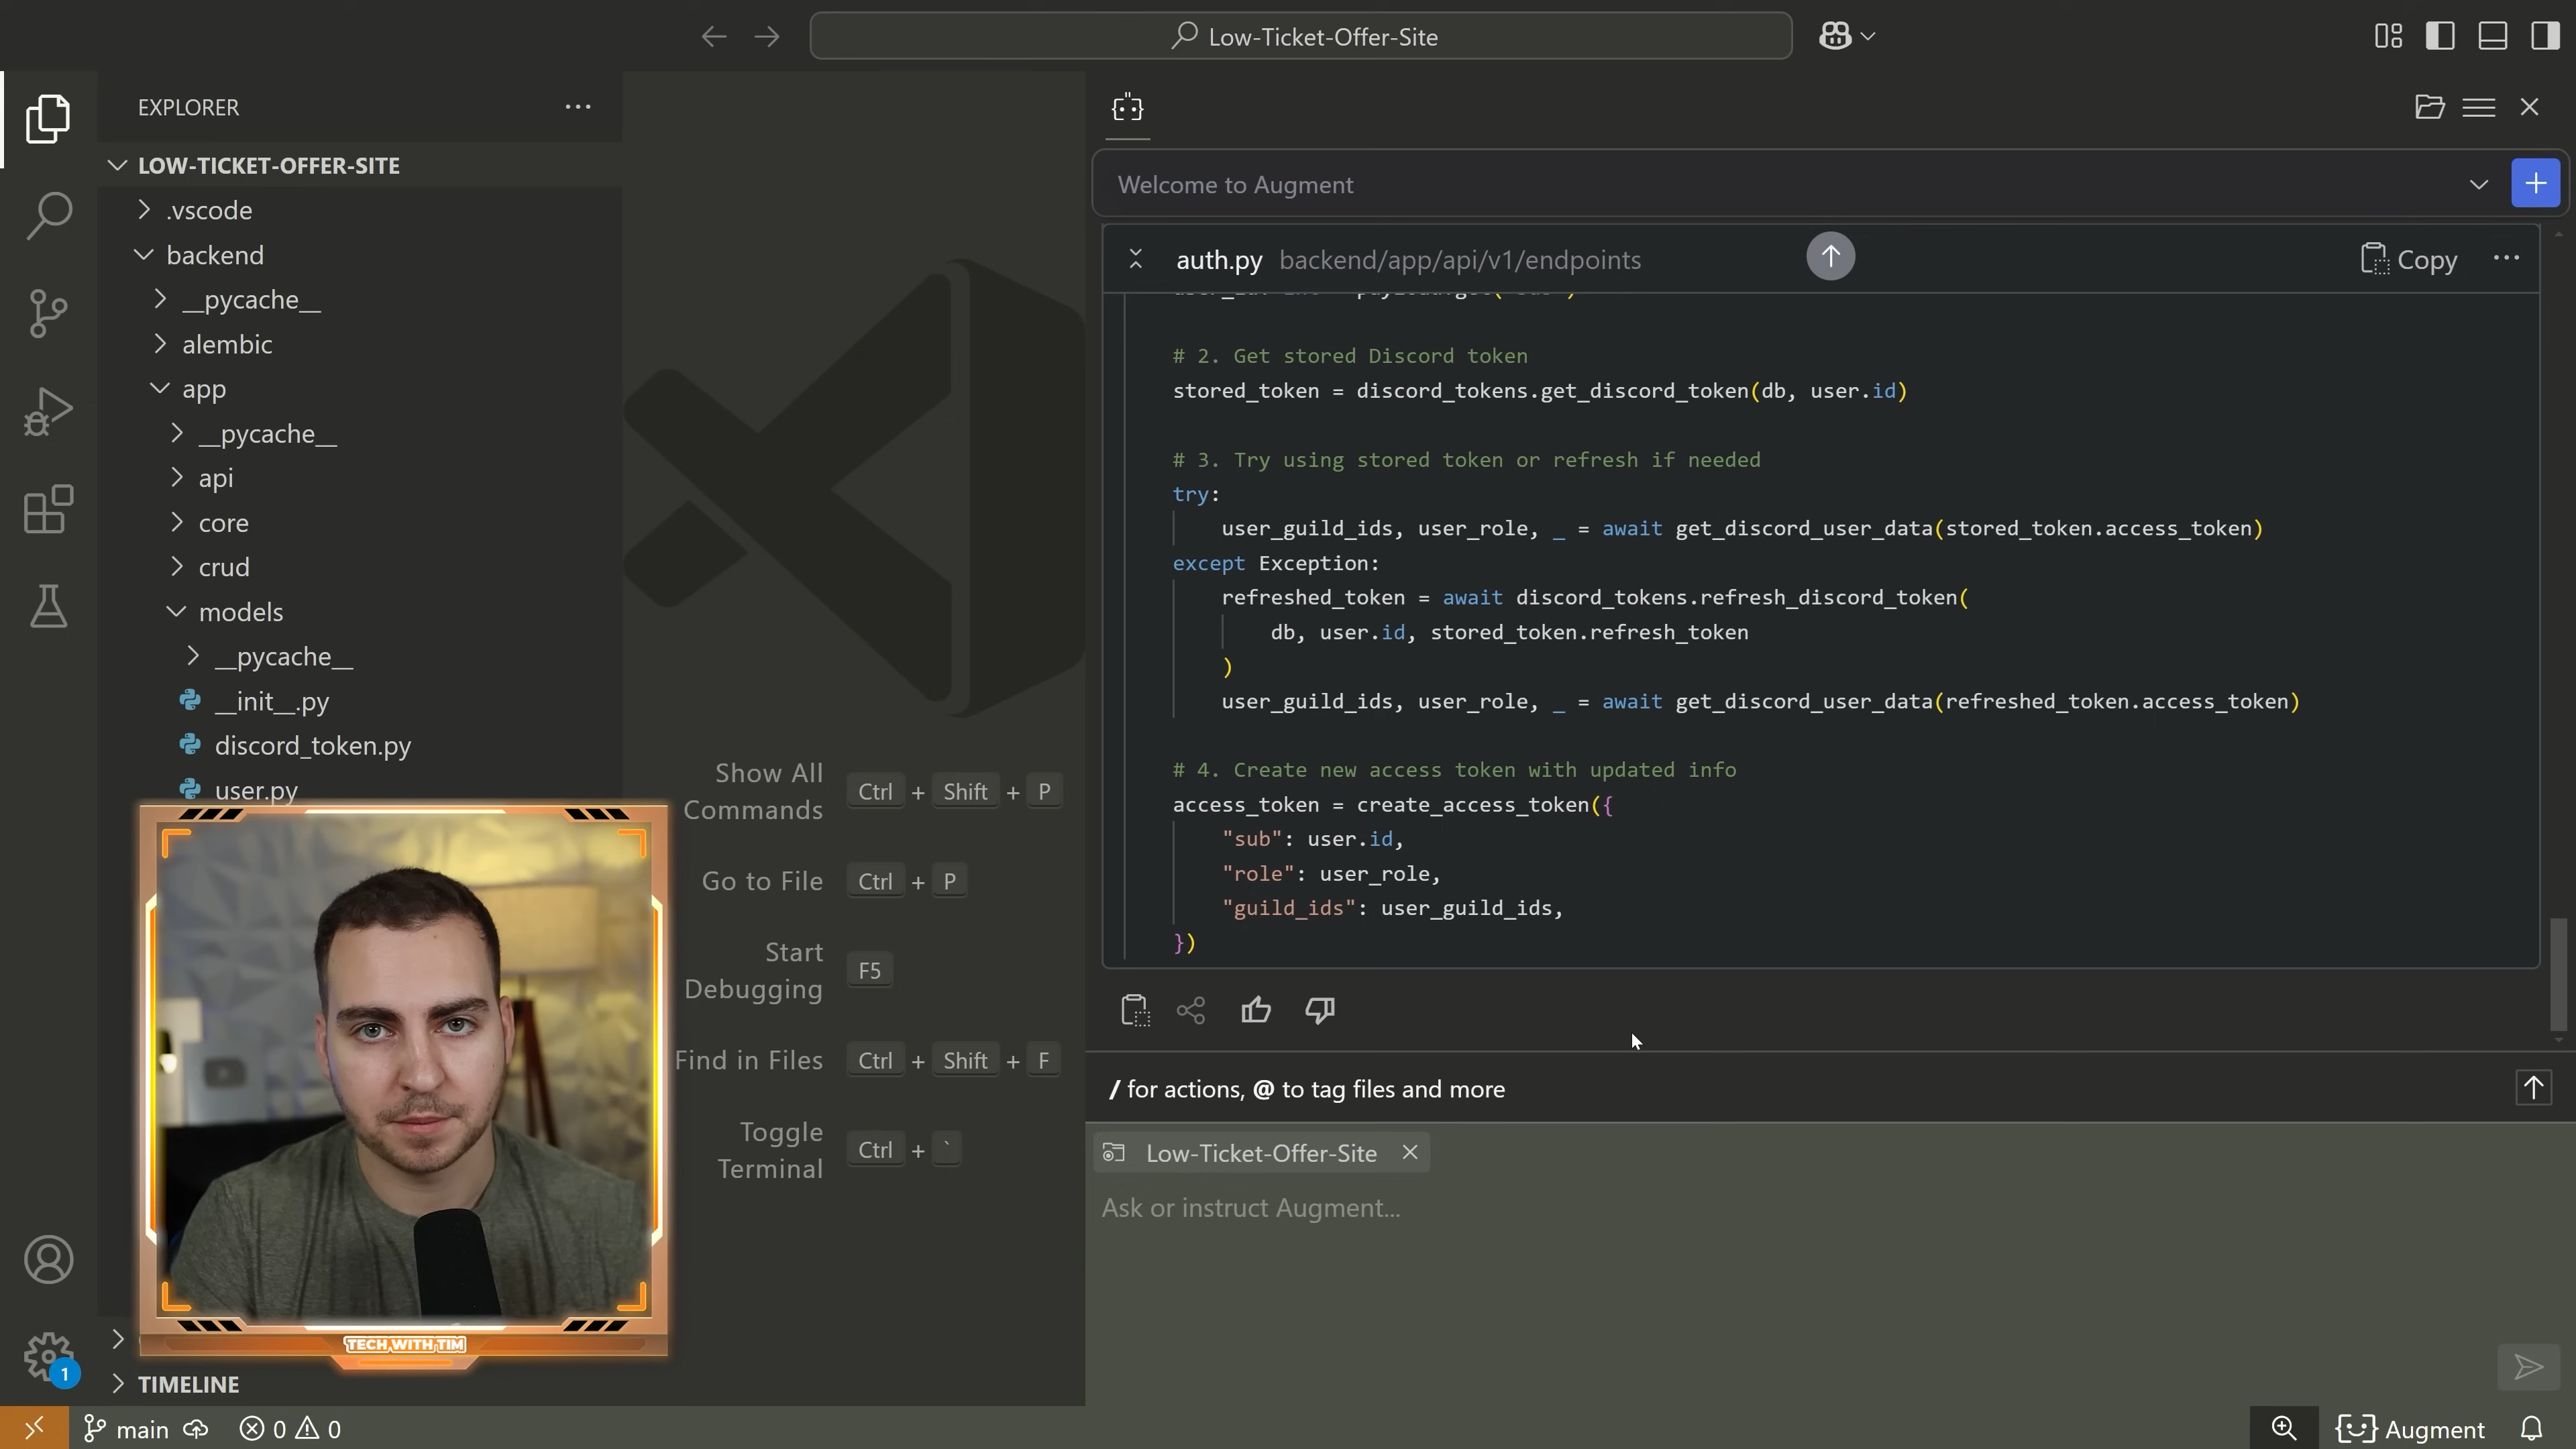 Low-Ticket-Offer-Site
EXPLORER
LOW-TICKET-OFFER-SITE
.vscode
backend
__pycache__
alembic
app
__pycache__
api
core
crud
models
__pycache__
__init__.py
discord_token.py
user.py
TIMELINE
TECH WITH TIM
Show All
Commands
Ctrl + Shift + P
Go to File
Ctrl + P
Start
Debugging
F5
Find in Files
Ctrl + Shift + F
Toggle
Terminal
Ctrl + `
Welcome to Augment
auth.py backend/app/api/v1/endpoints
Copy
# 2. Get stored Discord token
stored_token = discord_tokens.get_discord_token(db, user.id)
# 3. Try using stored token or refresh if needed
try:
user_guild_ids, user_role, _ = await get_discord_user_data(stored_token.access_token)
except Exception:
refreshed_token = await discord_tokens.refresh_discord_token(
db, user.id, stored_token.refresh_token
)
user_guild_ids, user_role, _ = await get_discord_user_data(refreshed_token.access_token)
# 4. Create new access token with updated info
access_token = create_access_token({
"sub": user.id,
"role": user_role,
"guild_ids": user_guild_ids,
})
/ for actions, @ to tag files and more
Low-Ticket-Offer-Site
Ask or instruct Augment...
1
main
0
0
Augment